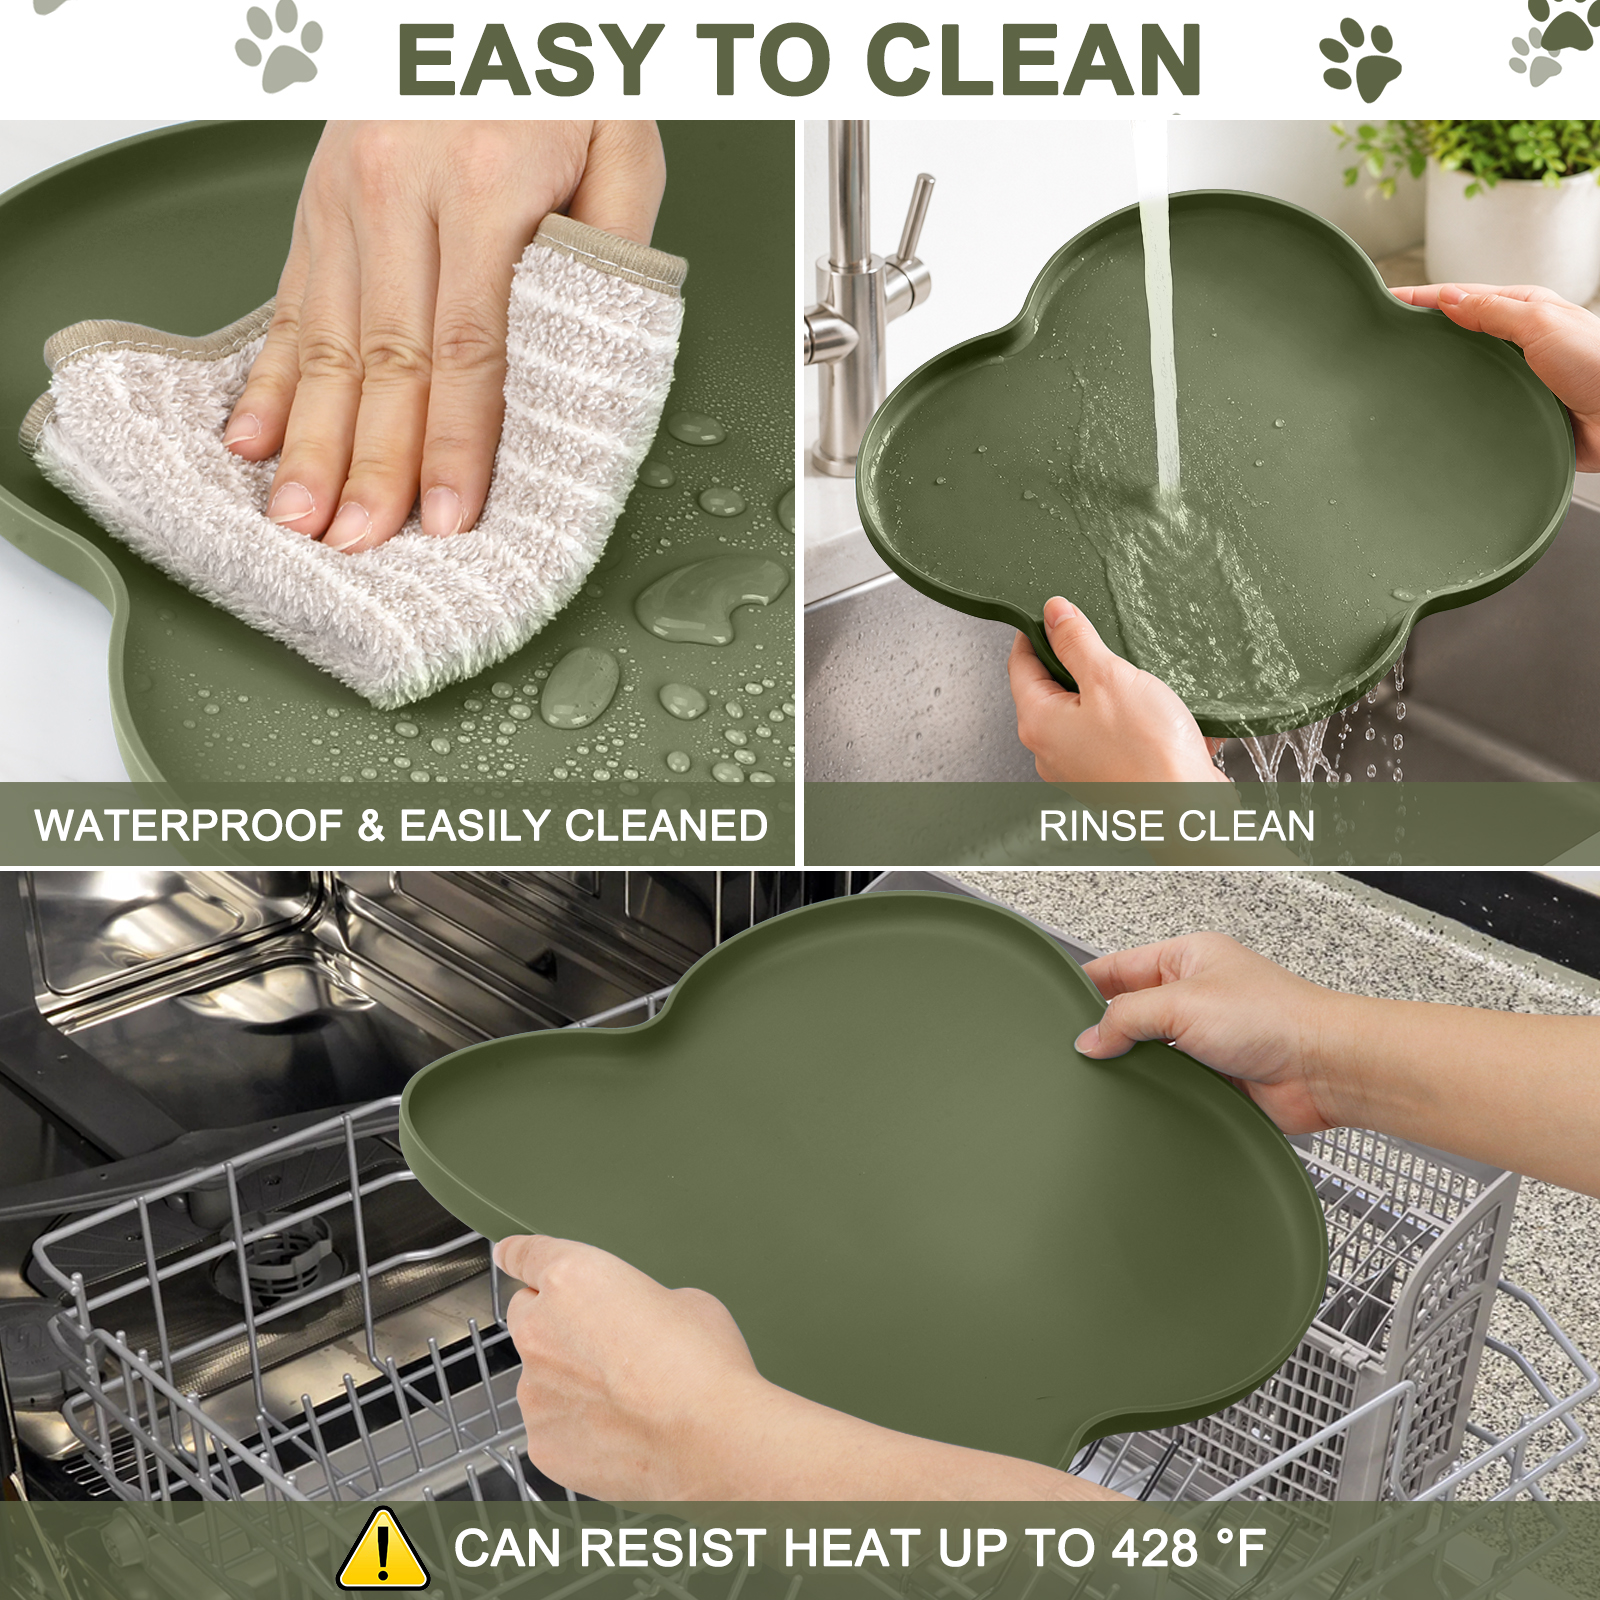 EASY TO CLEAN
WATERPROOF & EASILY CLEANED
RINSE CLEAN
CAN RESIST HEAT UP TO 428 °F